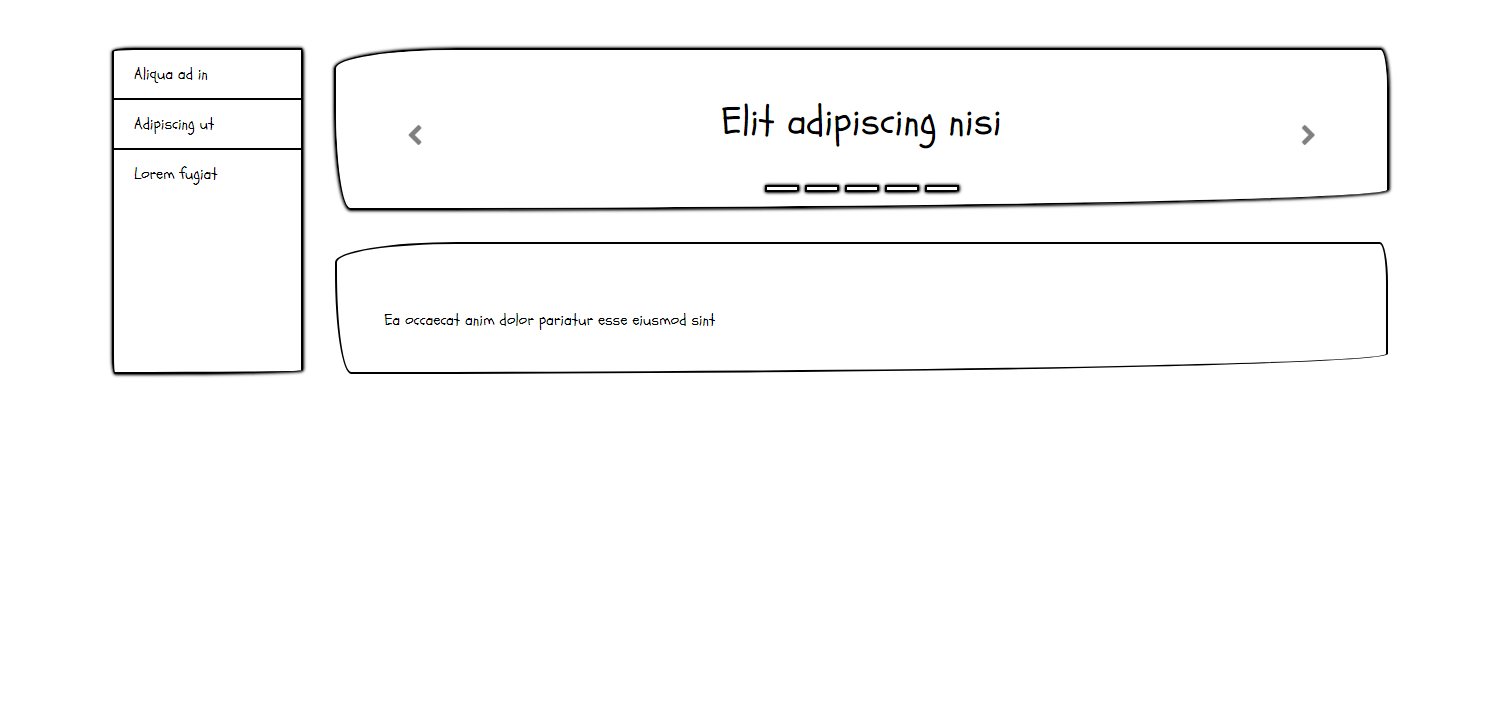 Aliqua ad in
Adipiscing ut
Lorem fugiat
Elit adipiscing nisi
Ea occaecat anim dolor pariatur esse eiusmod sint